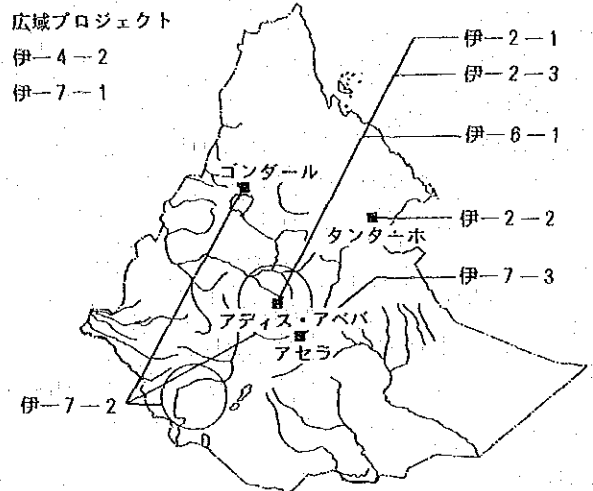 広域プロジェクト
伊－4－2
伊－7－1
伊－2－1
伊－2－3
伊－6－1
ゴンダール
伊－2－2
タンターホ
伊－7－3
アディス・アベバ
アセラ
伊－7－2